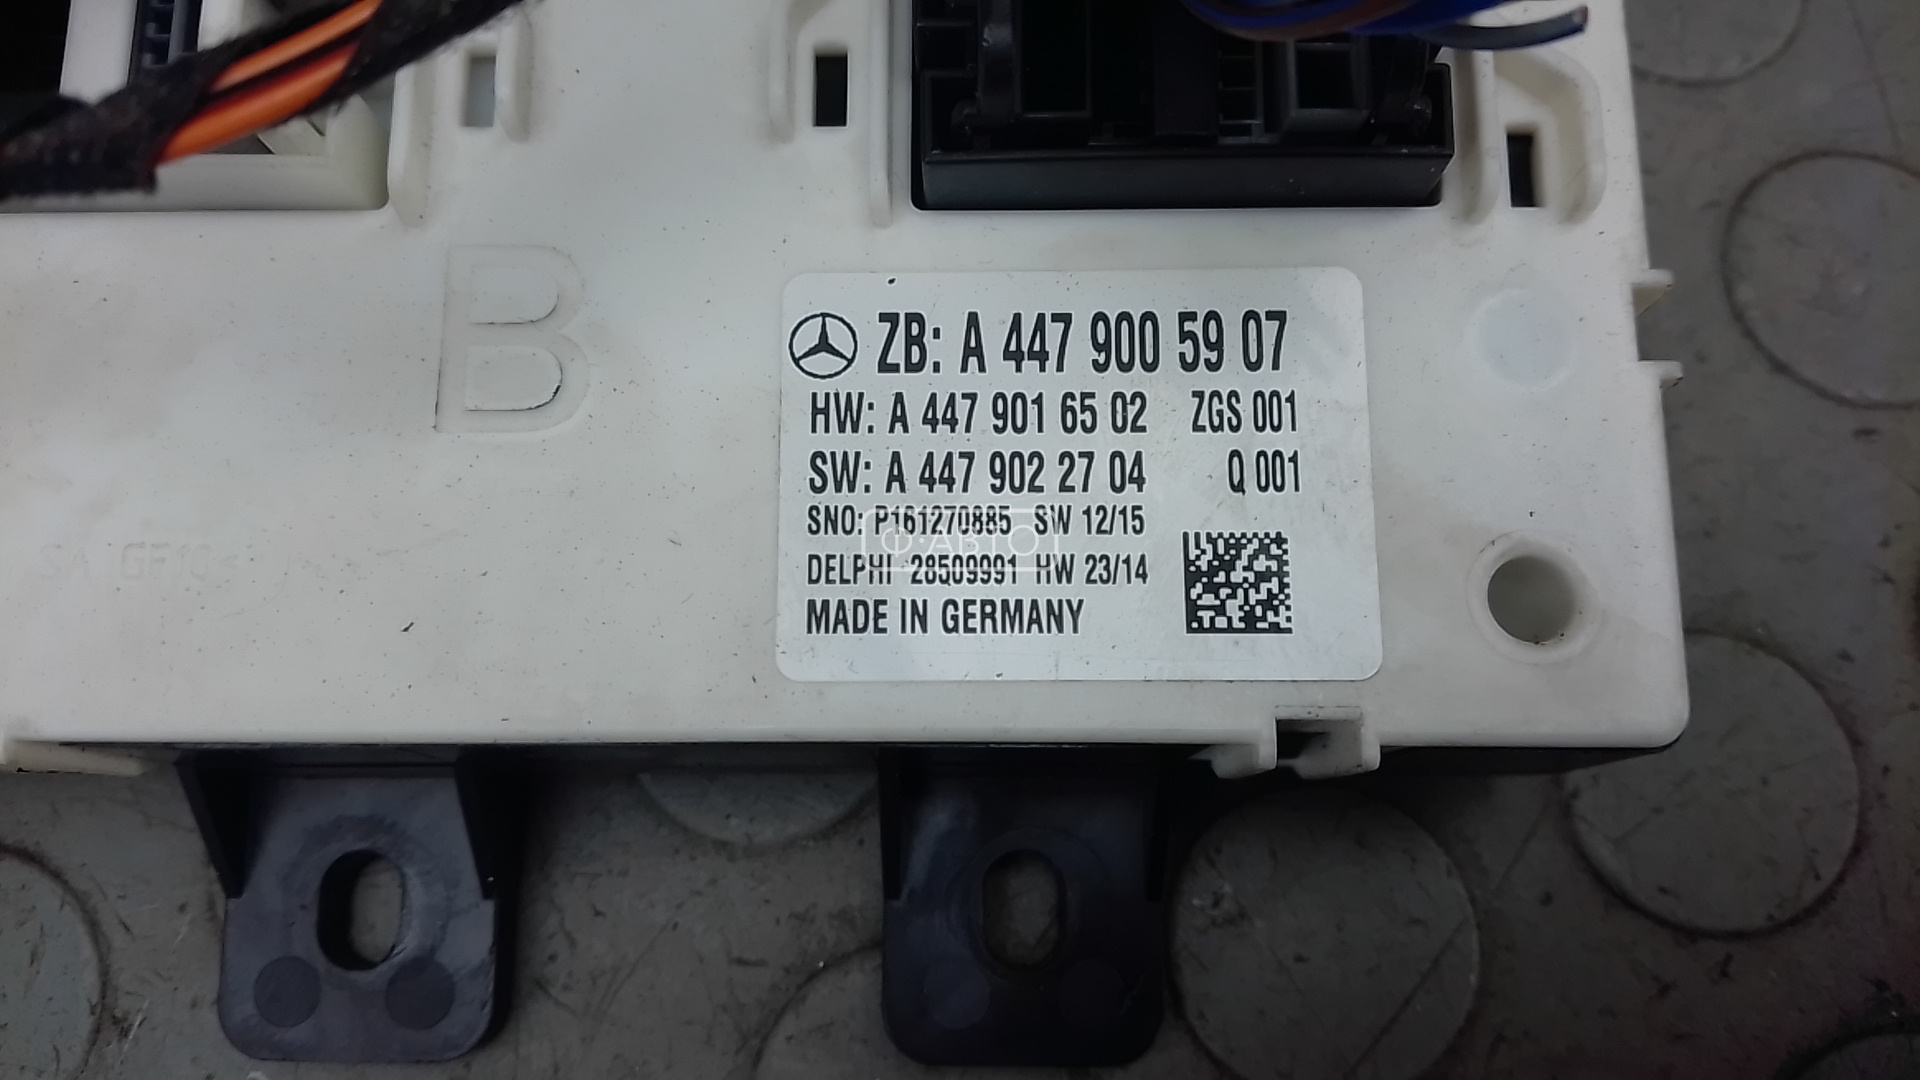 B
ZB: A 447 900 59 07
HW: A 447 901 65 02 ZGS 001
SW: A 447 902 27 04 Q 001
SNO: P161270885 SW 12/15
Ф·АВТО
DELPHI 28509991 HW 23/14
MADE IN GERMANY